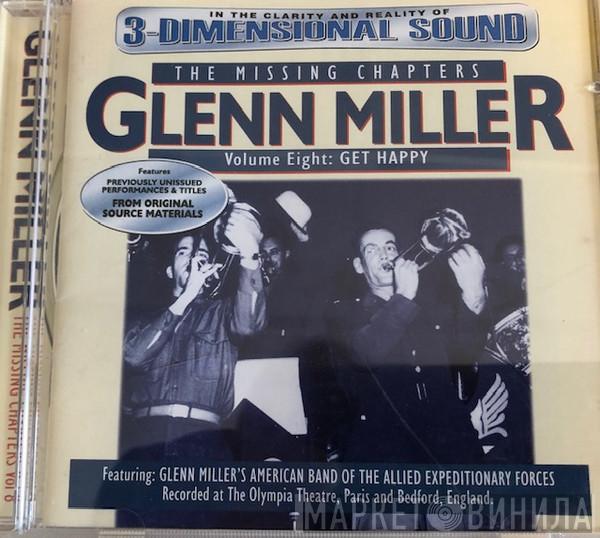 IN THE CLARITY AND REALITY OF
3-DIMENSIONAL SOUND
THE MISSING CHAPTERS
GLENN MILLER
Volume Eight: GET HAPPY
Features
PREVIOUSLY UNISSUED
PERFORMANCES & TITLES
FROM ORIGINAL
SOURCE MATERIALS
GLENN MILLER
THE MISSING CHAPTERS Vol 8
Featuring: GLENN MILLER'S AMERICAN BAND OF THE ALLIED EXPEDITIONARY FORCES
Recorded at The Olympia Theatre, Paris and Bedford, England.
МАРКЕТ ВИНИЛА